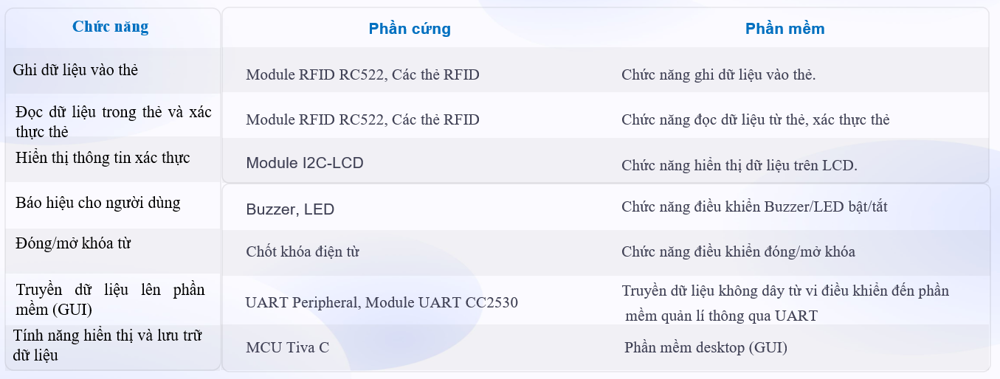 Chức năng
Phần cứng
Phần mềm
Ghi dữ liệu vào thẻ
Module RFID RC522, Các thẻ RFID
Chức năng ghi dữ liệu vào thẻ.
Đọc dữ liệu trong thẻ và xác
thực thẻ
Module RFID RC522, Các thẻ RFID
Chức năng đọc dữ liệu từ thẻ, xác thực thẻ
Hiển thị thông tin xác thực
Module I2C-LCD
Chức năng hiển thị dữ liệu trên LCD.
Báo hiệu cho người dùng
Buzzer, LED
Chức năng điều khiển Buzzer/LED bật/tắt
Đóng/mở khóa từ
Chốt khóa điện từ
Chức năng điều khiển đóng/mở khóa
Truyền dữ liệu lên phần
mềm (GUI)
UART Peripheral, Module UART CC2530
Truyền dữ liệu không dây từ vi điều khiển đến phần
mềm quản lí thông qua UART
Tính năng hiển thị và lưu trữ
dữ liệu
MCU Tiva C
Phần mềm desktop (GUI)